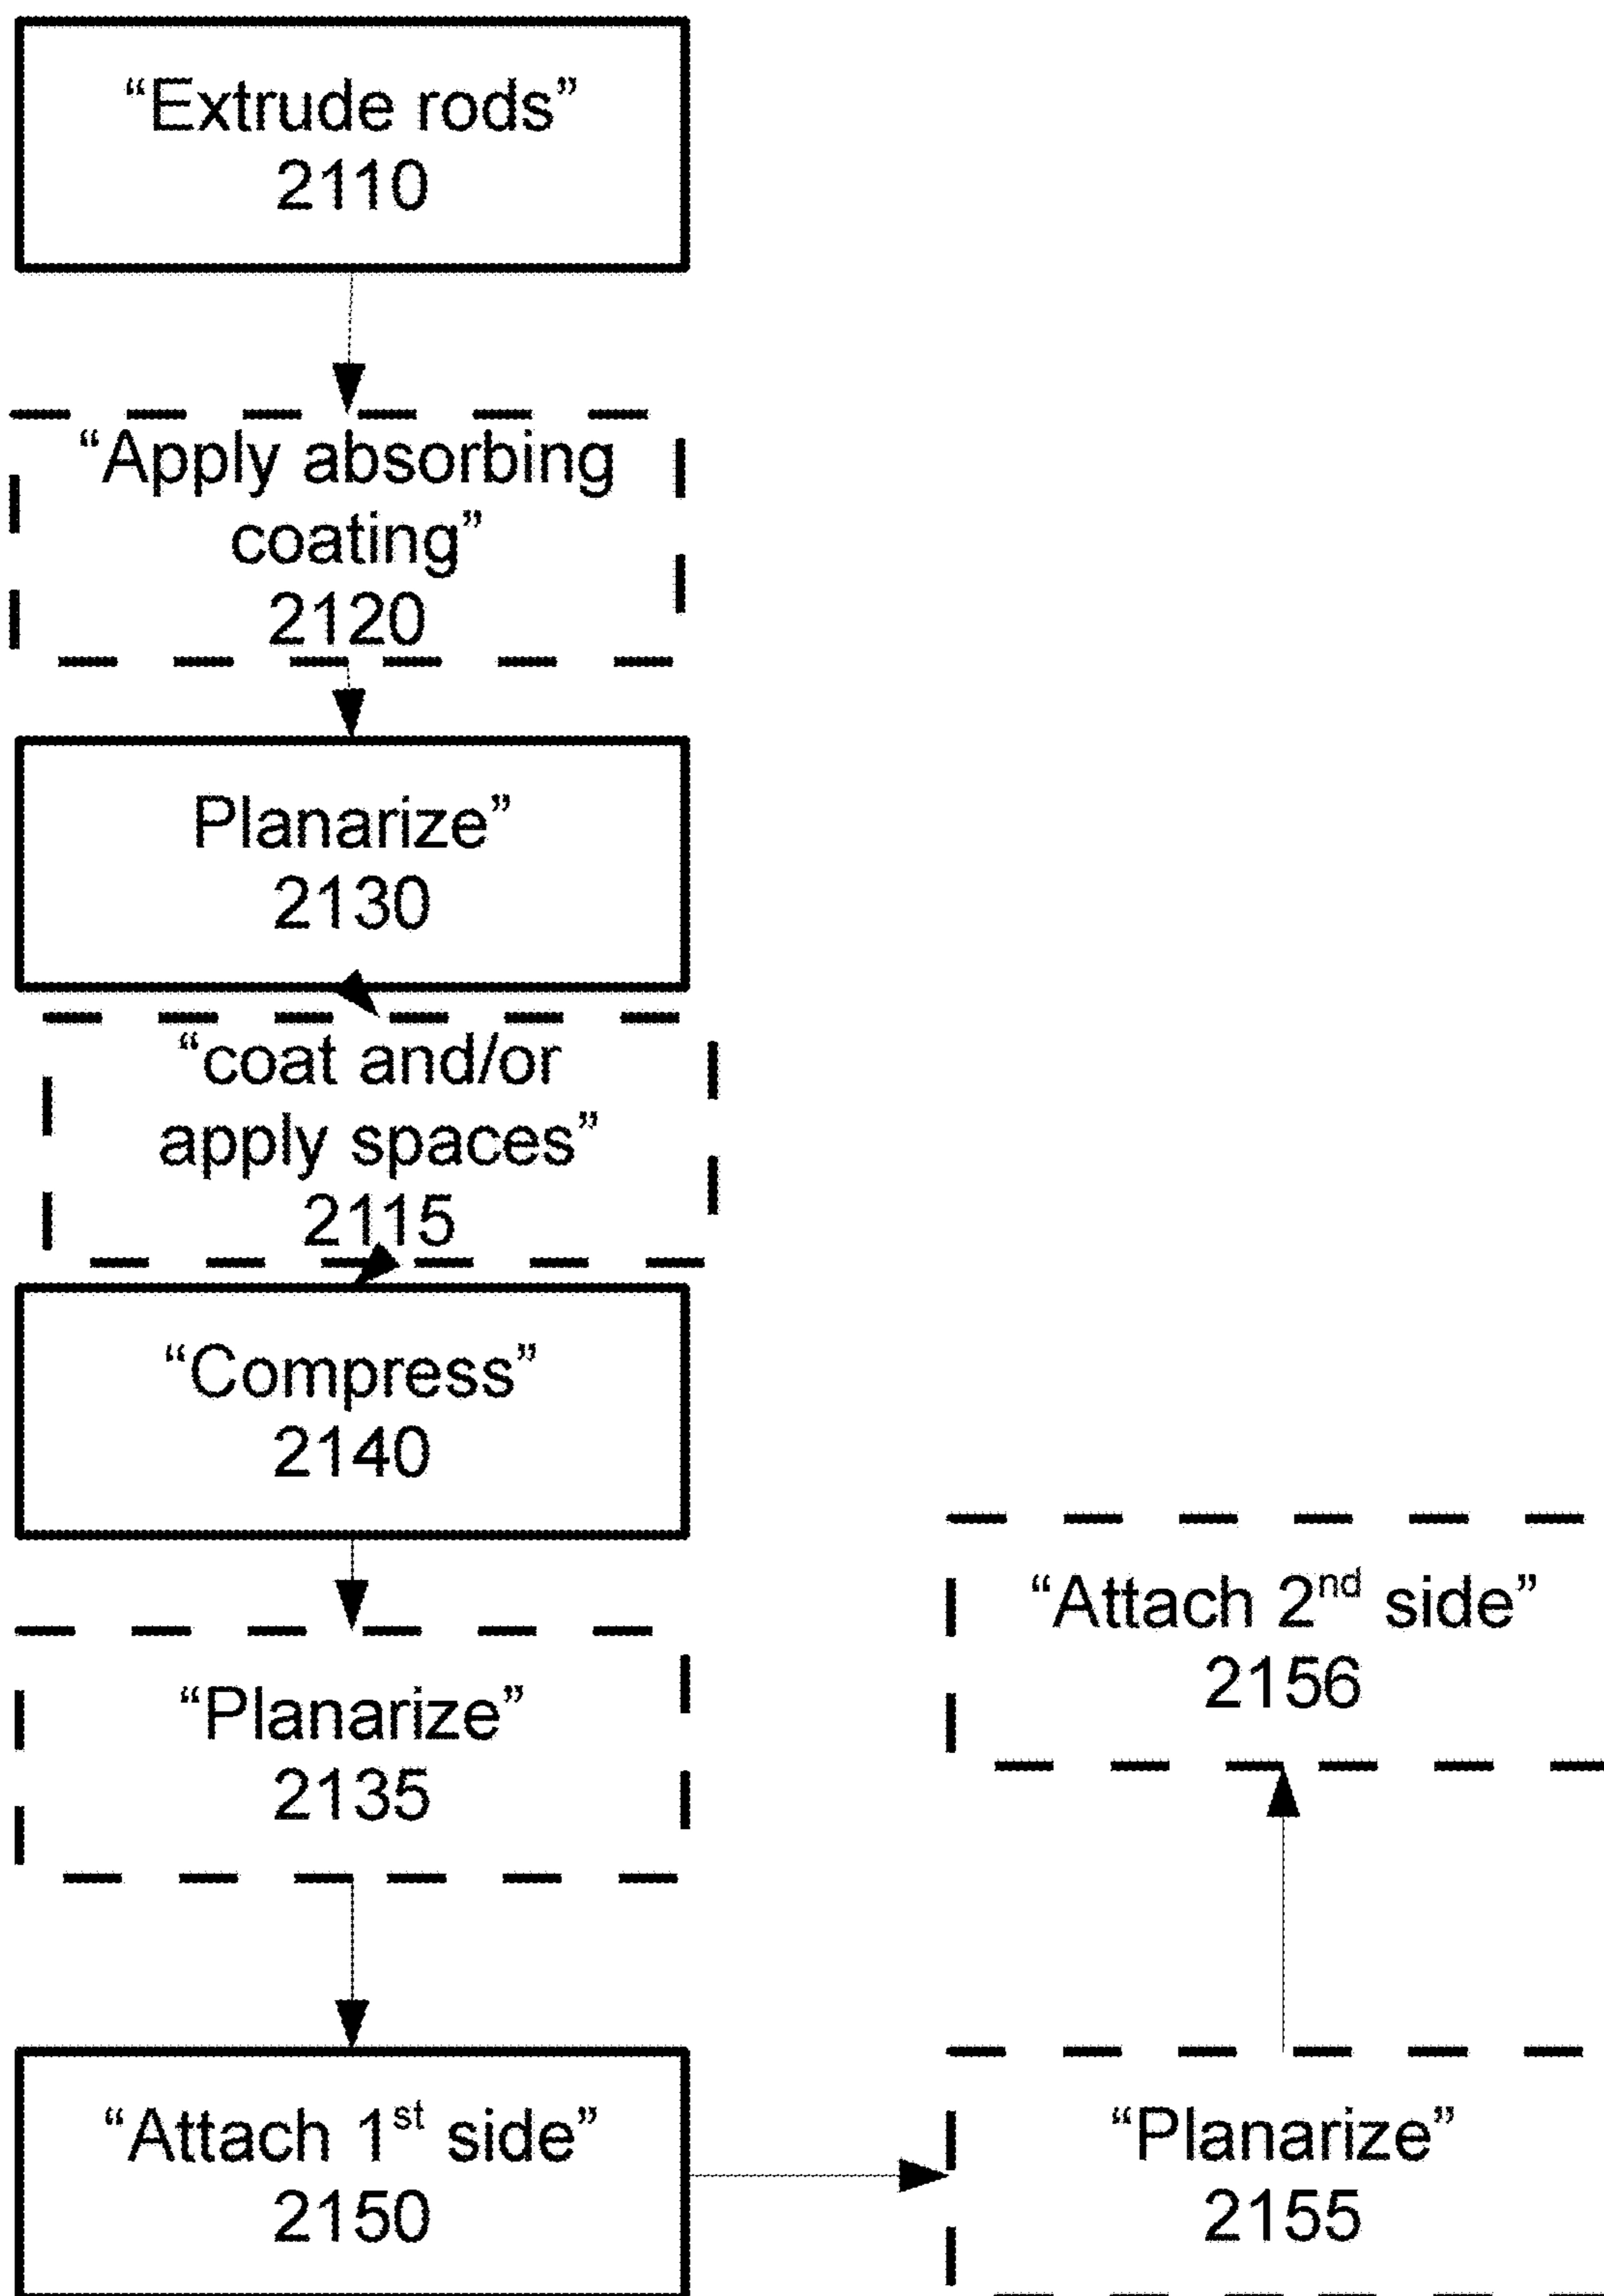 “Extrude rods”
2110
“Apply absorbing
coating”
2120
Planarize”
2130
“coat and/or
apply spaces”
2115
“Compress”
2140
“Planarize”
2135
“Attach 1st side”
2150
“Planarize”
2155
“Attach 2nd side”
2156